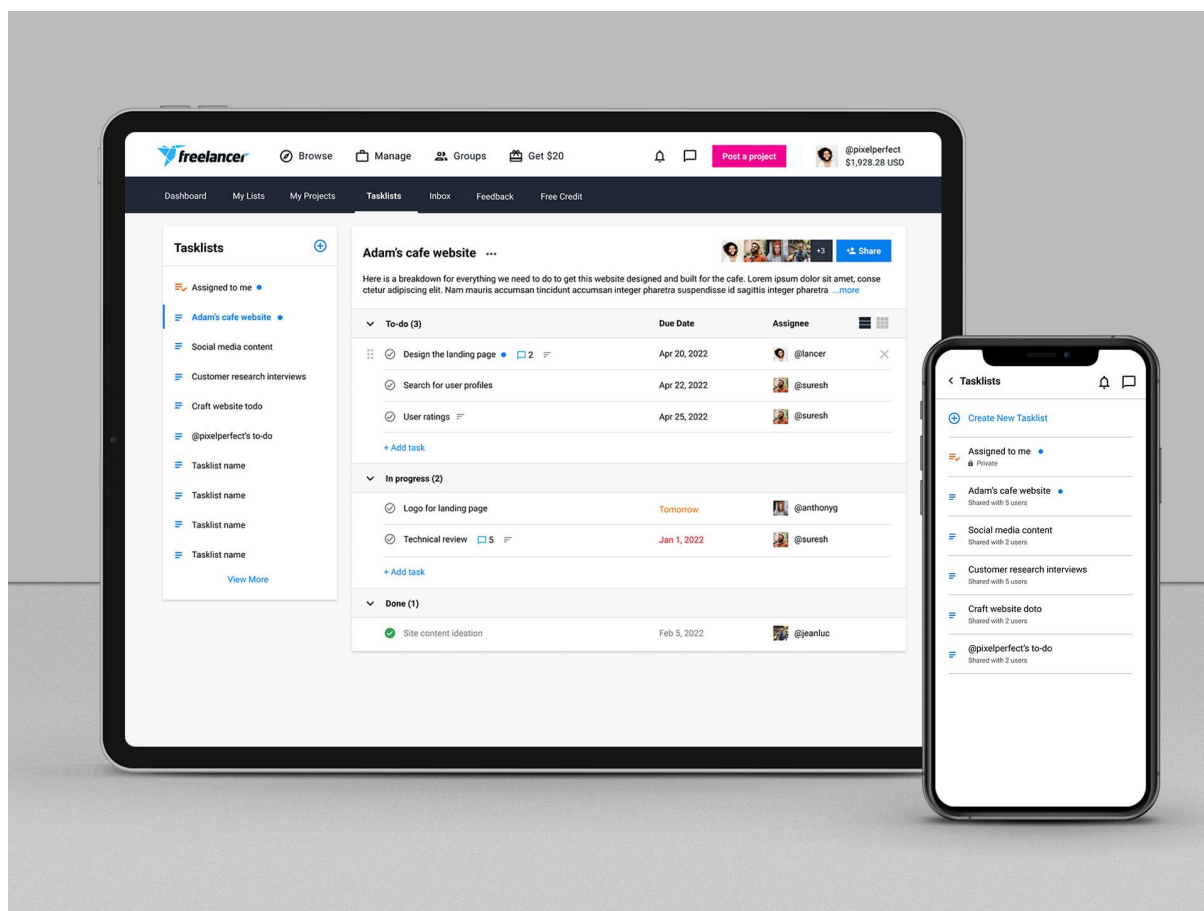 freelancer Browse Manage Groups Get $20 Post a project @pixelperfect
$1,928.28 USD
Dashboard My Lists My Projects Tasklists Inbox Feedback Free Credit
Tasklists
Assigned to me
Adam's cafe website
Social media content
Customer research interviews
Craft website todo
@pixelperfect's to-do
Tasklist name
Tasklist name
Tasklist name
Tasklist name
View More
Adam's cafe website ... +3 Share
Here is a breakdown for everything we need to do to get this website designed and built for the cafe. Lorem ipsum dolor sit amet, conse
ctetur adipiscing elit. Nam mauris accumsan tincidunt accumsan integer pharetra suspendisse id sagittis integer pharetra ...more
To-do (3) Due Date Assignee
Design the landing page 2 Apr 20, 2022 @lancer
Search for user profiles Apr 22, 2022 @suresh
User ratings Apr 25, 2022 @suresh
+ Add task
In progress (2)
Logo for landing page Tomorrow @anthonyg
Technical review 5 Jan 1, 2022 @suresh
+ Add task
Done (1)
Site content ideation Feb 5, 2022 @jeanluc
Tasklists
Create New Tasklist
Assigned to me
Private
Adam's cafe website
Shared with 5 users
Social media content
Shared with 2 users
Customer research interviews
Shared with 5 users
Craft website doto
Shared with 2 users
@pixelperfect's to-do
Shared with 2 users